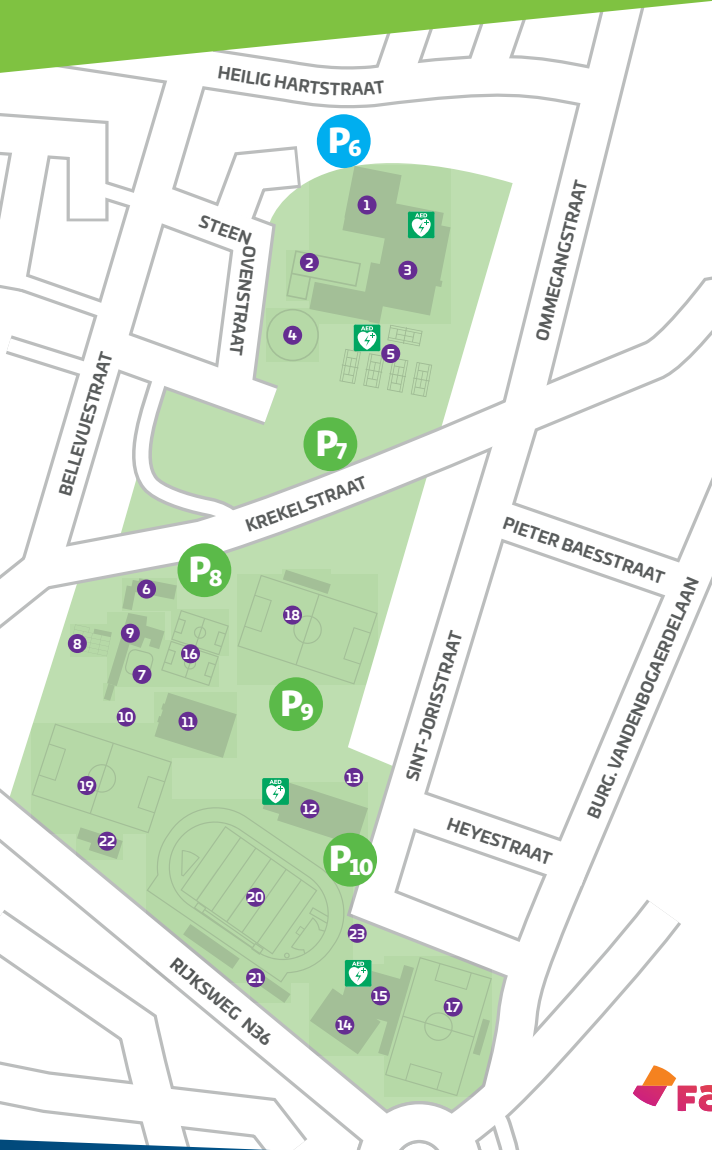 HEILIG HARTSTRAAT
P6
1
AED
STEENOVENSTRAAT
2
3
OMMEGANGSTRAAT
4
AED
5
BELLEVUESTRAAT
P7
KREKELSTRAAT
PIETER BAESSTRAAT
P8
6
18
9
8
16
7
SINT-JORISSTRAAT
BURG. VANDENBOGAERDELAAN
P9
10
11
13
19
AED
12
22
HEYESTRAAT
P10
20
23
RIJKSWEG N36
AED
21
15
17
14